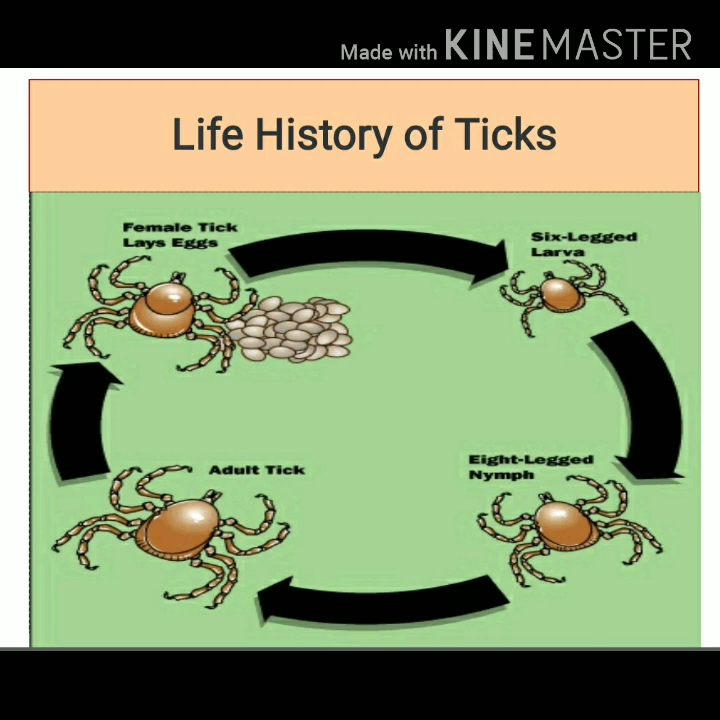 Made with KINEMASTER
Life History of Ticks
Female Tick
Lays Eggs
Six-Legged
Larva
Adult Tick
Eight-Legged
Nymph